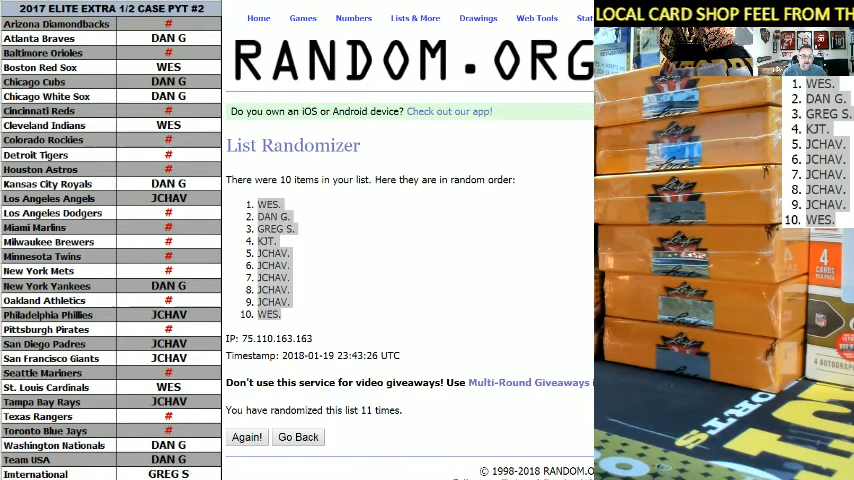 2017 ELITE EXTRA 1/2 CASE PYT #2
Arizona Diamondbacks #
Atlanta Braves DAN G
Baltimore Orioles #
Boston Red Sox WES
Chicago Cubs DAN G
Chicago White Sox DAN G
Cincinnati Reds #
Cleveland Indians WES
Colorado Rockies #
Detroit Tigers #
Houston Astros #
Kansas City Royals DAN G
Los Angeles Angels JCHAV
Los Angeles Dodgers #
Miami Marlins #
Milwaukee Brewers #
Minnesota Twins #
New York Mets #
New York Yankees DAN G
Oakland Athletics #
Philadelphia Phillies JCHAV
Pittsburgh Pirates #
San Diego Padres JCHAV
San Francisco Giants JCHAV
Seattle Mariners #
St. Louis Cardinals WES
Tampa Bay Rays JCHAV
Texas Rangers #
Toronto Blue Jays #
Washington Nationals DAN G
Team USA DAN G
International GREG S
Home Games Numbers Lists & More Drawings Web Tools Stat
RANDOM.ORG
Do you own an iOS or Android device? Check out our app!
List Randomizer
There were 10 items in your list. Here they are in random order:
1. WES.
2. DAN G.
3. GREG S.
4. KJT.
5. JCHAV.
6. JCHAV.
7. JCHAV.
8. JCHAV.
9. JCHAV.
10. WES.
IP: 75.110.163.163
Timestamp: 2018-01-19 23:43:26 UTC
Don't use this service for video giveaways! Use Multi-Round Giveaways
You have randomized this list 11 times.
Again! Go Back
© 1998-2018 RANDOM.O
LOCAL CARD SHOP FEEL FROM TH
1. WES.
2. DAN G.
3. GREG S.
4. KJT.
5. JCHAV.
6. JCHAV.
7. JCHAV.
8. JCHAV.
9. JCHAV.
10. WES.
4
CARDS
PER PACK
4 AUTOGRAP